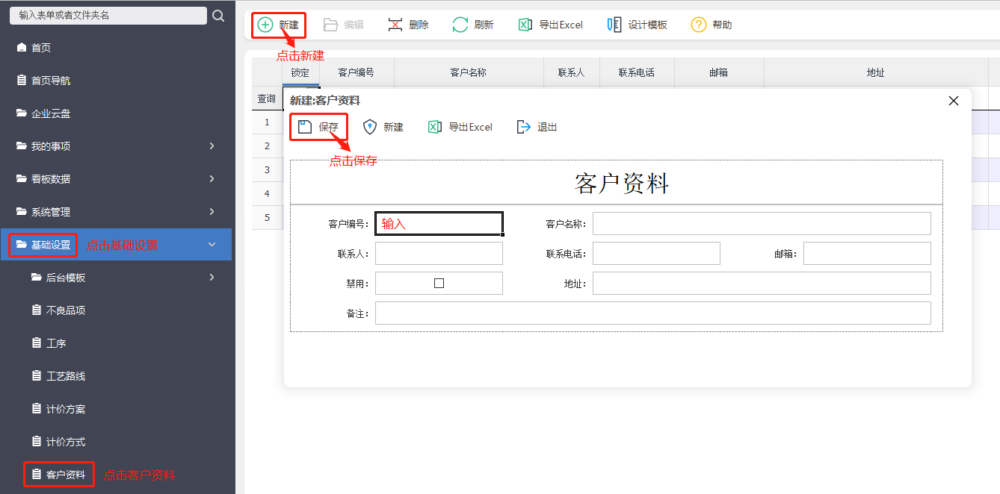 输入表单或者文件夹名
首页
首页导航
企业云盘
我的事项
看板数据
系统管理
基础设置 点击基础设置
后台模板
不良品项
工序
工艺路线
计价方案
计价方式
客户资料 点击客户资料
新建 编辑 删除 刷新 导出Excel 设计模板 帮助
点击新建
锁定 客户编号 客户名称 联系人 联系电话 邮箱 地址
查询
1
2
3
4
5
新建:客户资料
保存 新建 导出Excel 退出
点击保存
客户资料
客户编号: 输入 客户名称:
联系人: 联系电话: 邮箱:
禁用: 地址:
备注: